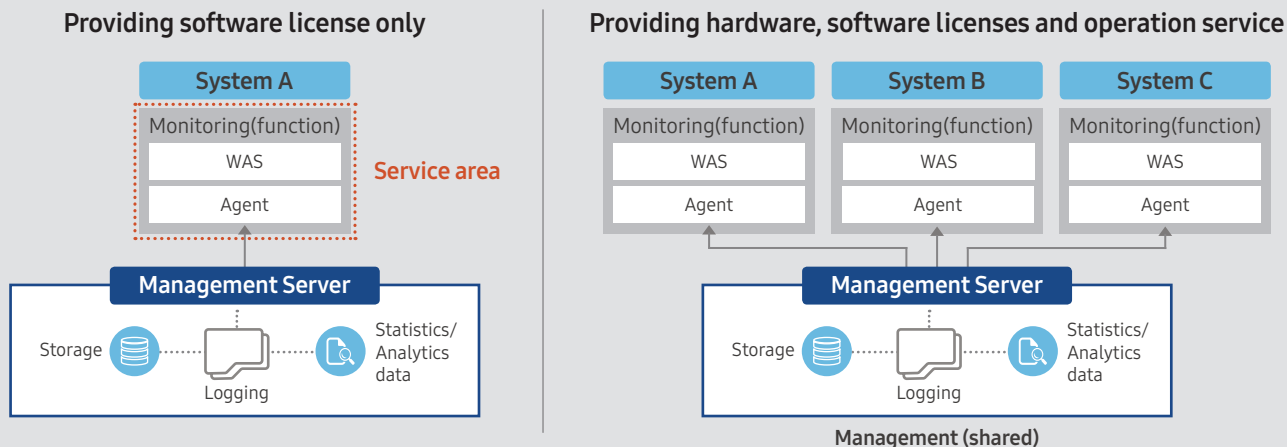 Providing software license only
System A
Monitoring(function)
WAS
Agent
Service area
Management Server
Storage
Logging
Statistics/
Analytics
data
Providing hardware, software licenses and operation service
System A
System B
System C
Monitoring(function)
Monitoring(function)
Monitoring(function)
WAS
WAS
WAS
Agent
Agent
Agent
Management Server
Storage
Logging
Statistics/
Analytics
data
Management (shared)